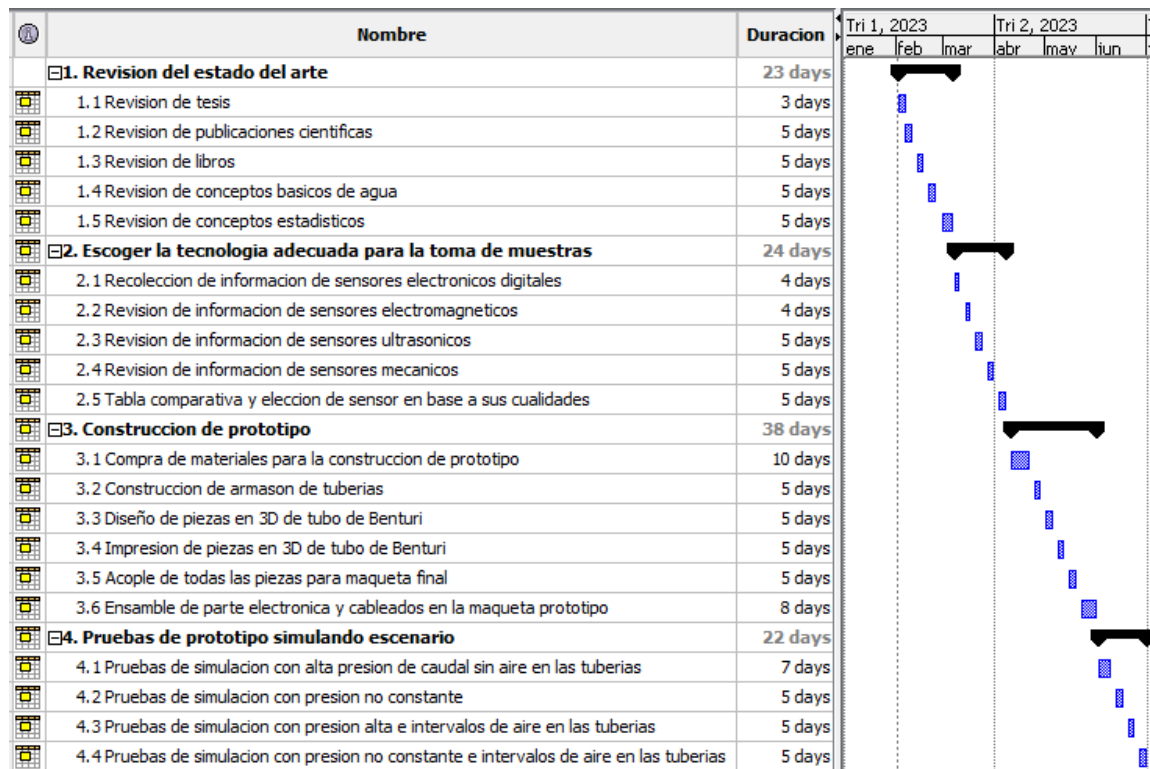 Nombre Duracion Tri 1, 2023 Tri 2, 2023
ene feb mar abr may jun
1. Revision del estado del arte 23 days
1.1 Revision de tesis 3 days
1.2 Revision de publicaciones cientificas 5 days
1.3 Revision de libros 5 days
1.4 Revision de conceptos basicos de agua 5 days
1.5 Revision de conceptos estadisticos 5 days
2. Escoger la tecnologia adecuada para la toma de muestras 24 days
2.1 Recoleccion de informacion de sensores electronicos digitales 4 days
2.2 Revision de informacion de sensores electromagneticos 4 days
2.3 Revision de informacion de sensores ultrasonicos 5 days
2.4 Revision de informacion de sensores mecanicos 5 days
2.5 Tabla comparativa y eleccion de sensor en base a sus cualidades 5 days
3. Construccion de prototipo 38 days
3.1 Compra de materiales para la construccion de prototipo 10 days
3.2 Construccion de armason de tuberias 5 days
3.3 Diseño de piezas en 3D de tubo de Benturi 5 days
3.4 Impresion de piezas en 3D de tubo de Benturi 5 days
3.5 Acople de todas las piezas para maqueta final 5 days
3.6 Ensamble de parte electronica y cableados en la maqueta prototipo 8 days
4. Pruebas de prototipo simulando escenario 22 days
4.1 Pruebas de simulacion con alta presion de caudal sin aire en las tuberias 7 days
4.2 Pruebas de simulacion con presion no constante 5 days
4.3 Pruebas de simulacion con presion alta e intervalos de aire en las tuberias 5 days
4.4 Pruebas de simulacion con presion no constante e intervalos de aire en las tuberias 5 days